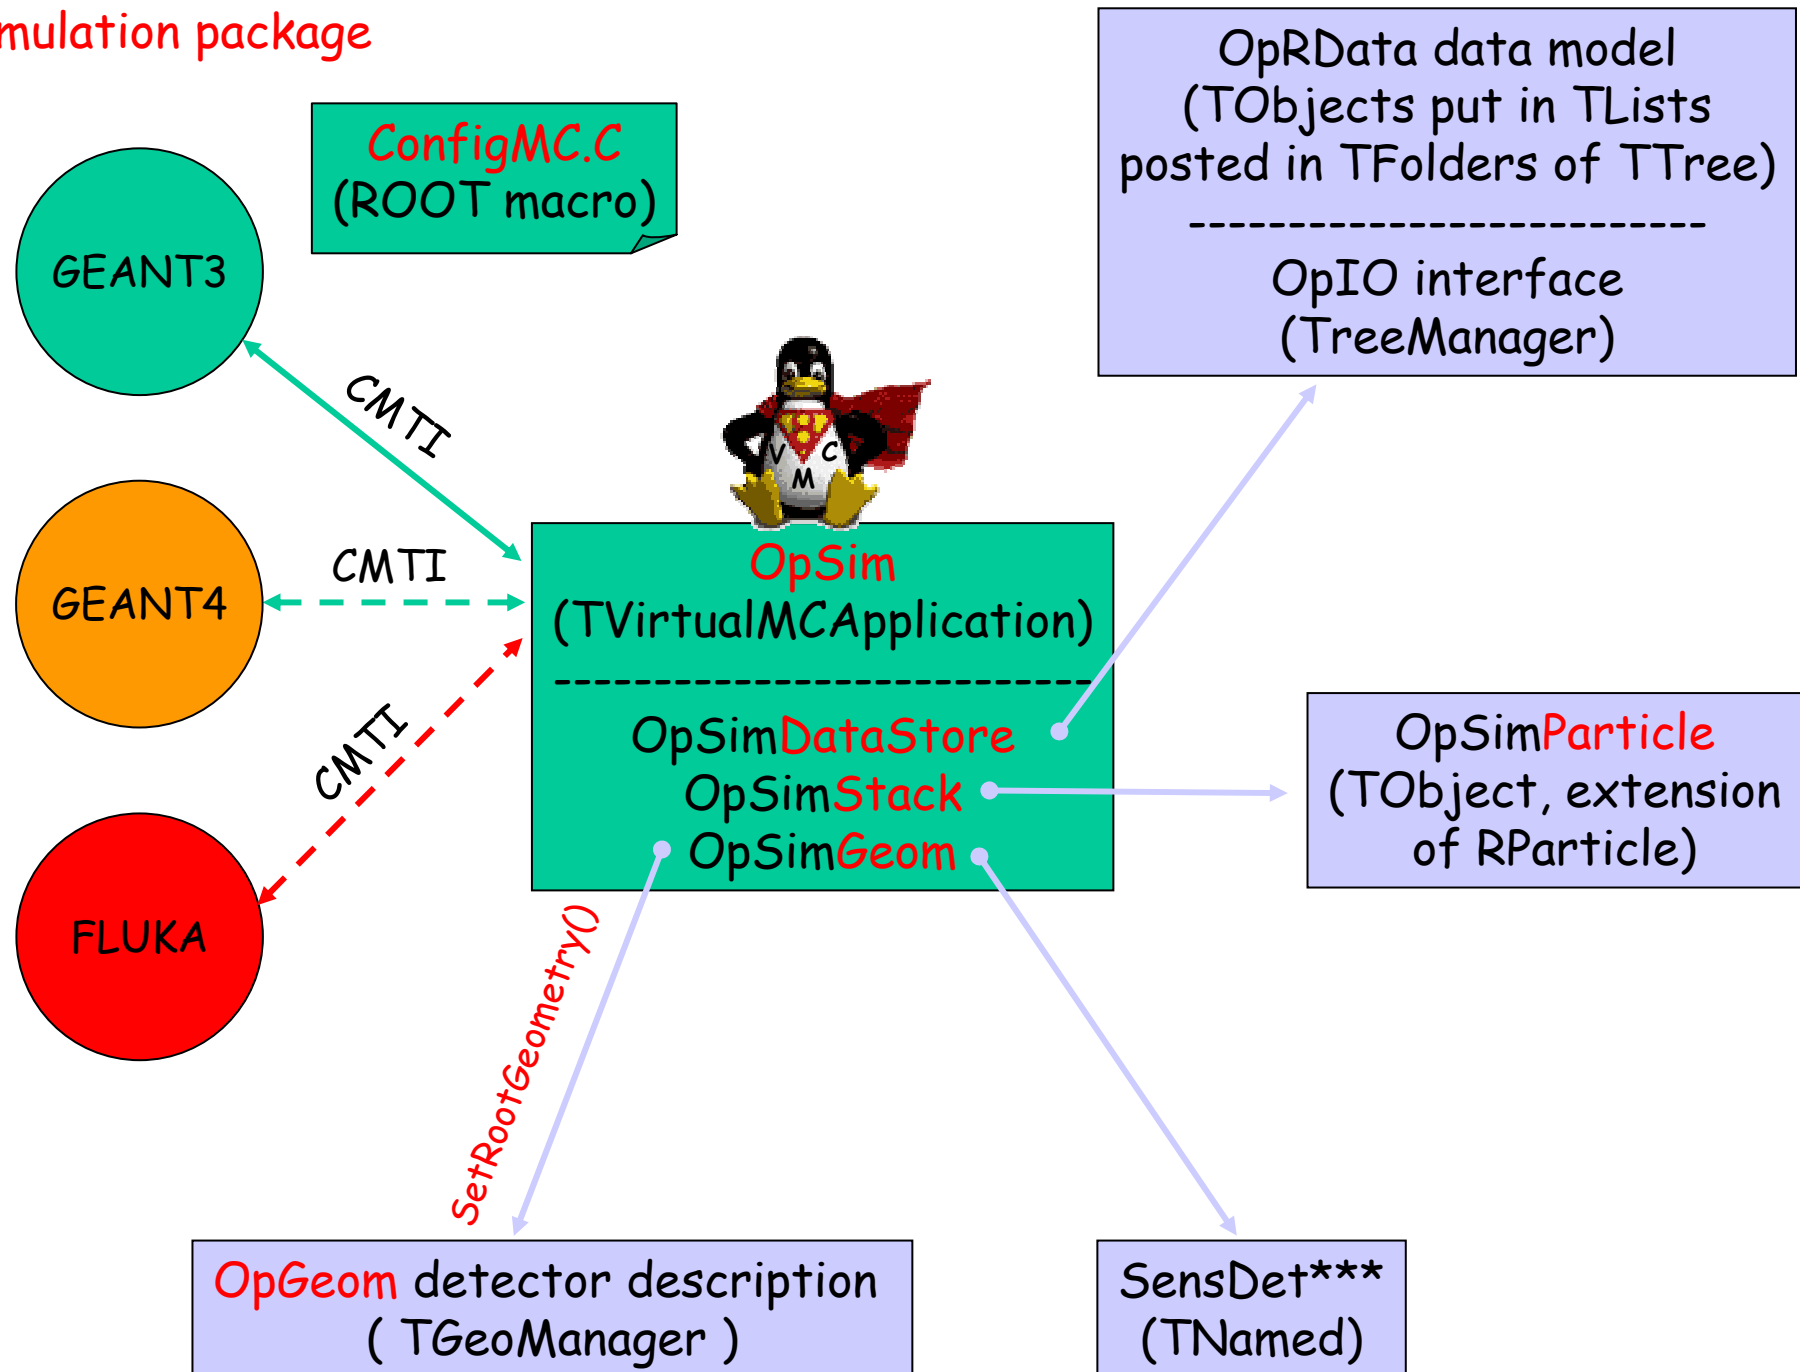 mulation package
ConfigMC.C
(ROOT macro)
OpRData data model
(TObjects put in TLists
posted in TFolders of TTree)
--------------------------
OpIO interface
(TreeManager)
GEANT3
CMTI
V C
M
GEANT4
CMTI
OpSim
(TVirtualMCApplication)
---------------------------
OpSimDataStore
OpSimStack
OpSimGeom
CMTI
FLUKA
OpSimParticle
(TObject, extension
of RParticle)
SetRootGeometry()
OpGeom detector description
( TGeoManager )
SensDet***
(TNamed)